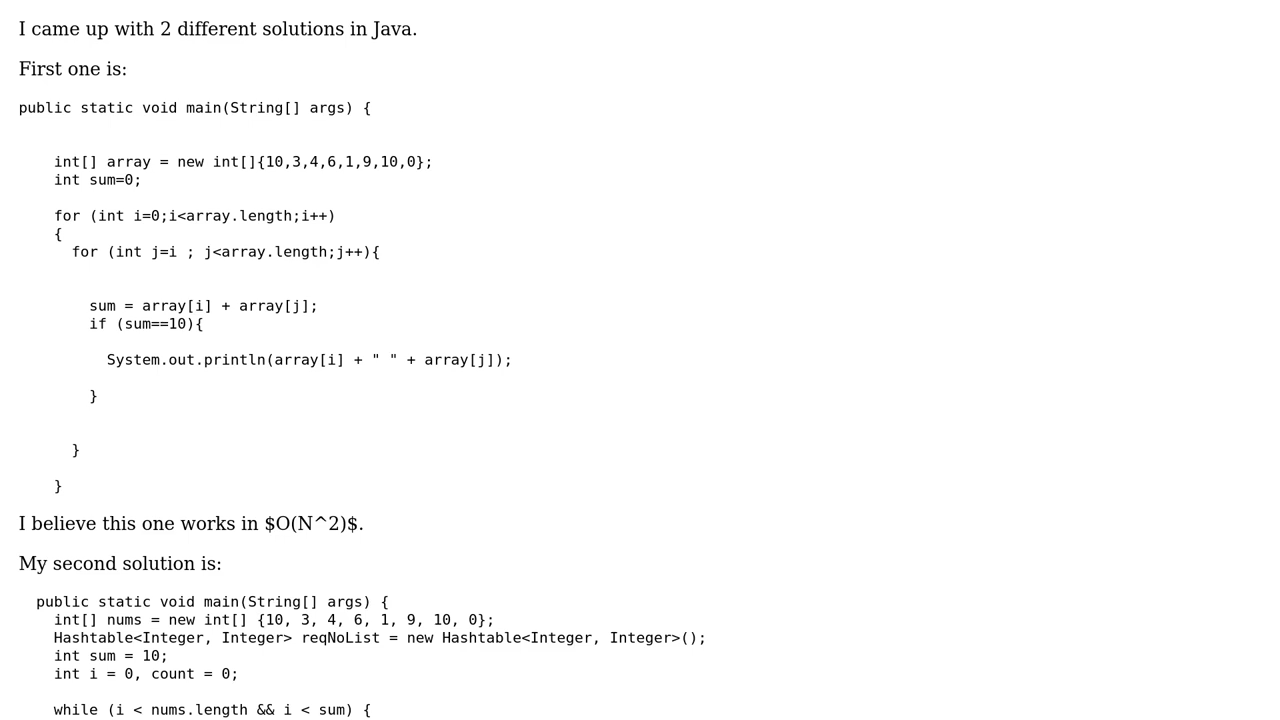 I came up with 2 different solutions in Java.
First one is:
public static void main(String[] args) {
int[] array = new int[]{10,3,4,6,1,9,10,0};
int sum=0;
for (int i=0;i<array.length;i++)
{
for (int j=i ; j<array.length;j++){
sum = array[i] + array[j];
if (sum==10){
System.out.println(array[i] + " " + array[j]);
}
}
}
I believe this one works in $O(N^2)$.
My second solution is:
public static void main(String[] args) {
int[] nums = new int[] {10, 3, 4, 6, 1, 9, 10, 0};
Hashtable<Integer, Integer> reqNoList = new Hashtable<Integer, Integer>();
int sum = 10;
int i = 0, count = 0;
while (i < nums.length && i < sum) {